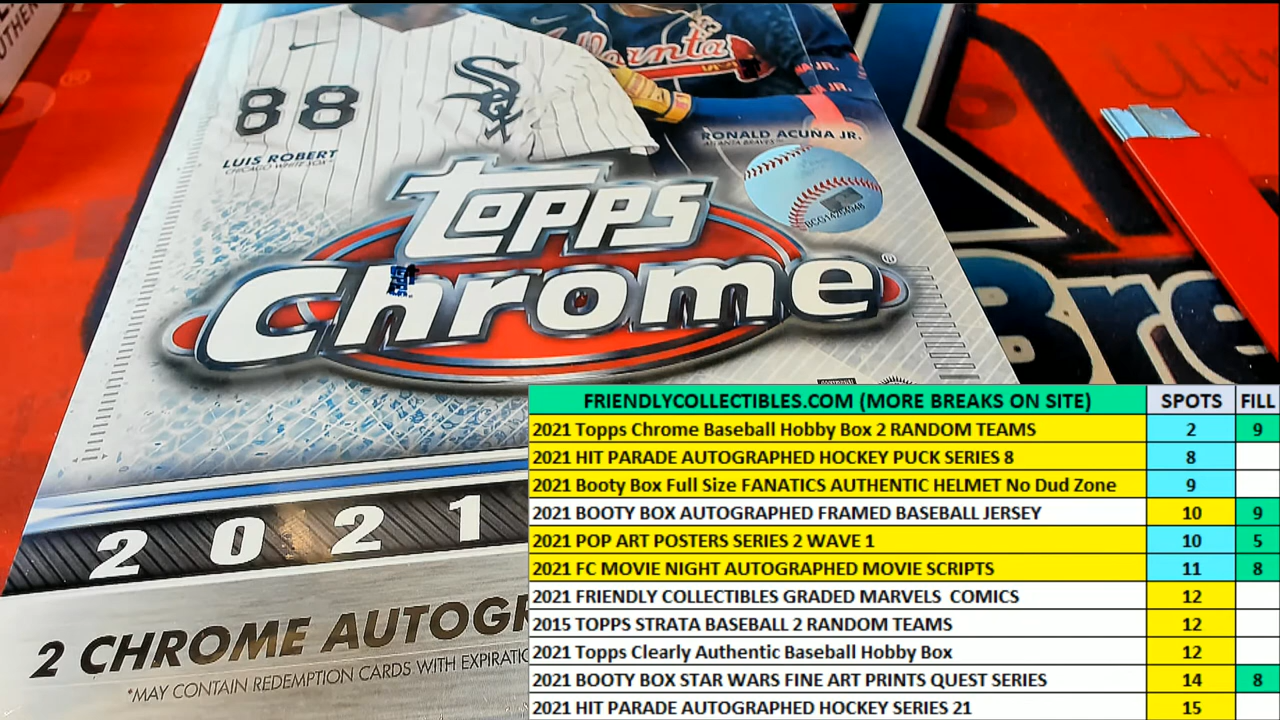 Atlanta
JR.
JR.
88
Sox
LUIS ROBERT
CHICAGO WHITE SOX
RONALD ACUÑA JR.
ATLANTA BRAVES
BCG14254948
Topps
Chrome
®
Bre
2021
2 CHROME AUTOGR
*MAY CONTAIN REDEMPTION CARDS WITH EXPIRATIO
FRIENDLYCOLLECTIBLES.COM (MORE BREAKS ON SITE) SPOTS FILL
2021 Topps Chrome Baseball Hobby Box 2 RANDOM TEAMS 2 9
2021 HIT PARADE AUTOGRAPHED HOCKEY PUCK SERIES 8 8
2021 Booty Box Full Size FANATICS AUTHENTIC HELMET No Dud Zone 9
2021 BOOTY BOX AUTOGRAPHED FRAMED BASEBALL JERSEY 10 9
2021 POP ART POSTERS SERIES 2 WAVE 1 10 5
2021 FC MOVIE NIGHT AUTOGRAPHED MOVIE SCRIPTS 11 8
2021 FRIENDLY COLLECTIBLES GRADED MARVELS COMICS 12
2015 TOPPS STRATA BASEBALL 2 RANDOM TEAMS 12
2021 Topps Clearly Authentic Baseball Hobby Box 12
2021 BOOTY BOX STAR WARS FINE ART PRINTS QUEST SERIES 14 8
2021 HIT PARADE AUTOGRAPHED HOCKEY SERIES 21 15